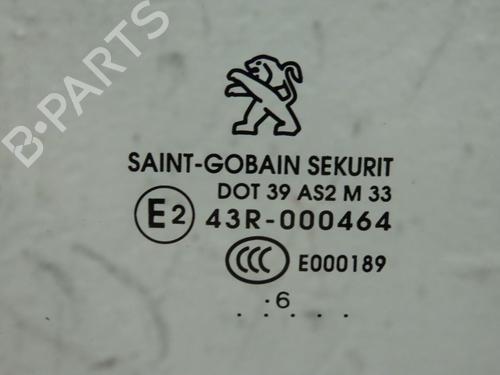 B-PARTS
SAINT-GOBAIN SEKURIT
DOT 39 AS2 M 33
E2 43R-000464
CCC E000189
. : 6
. . . . .